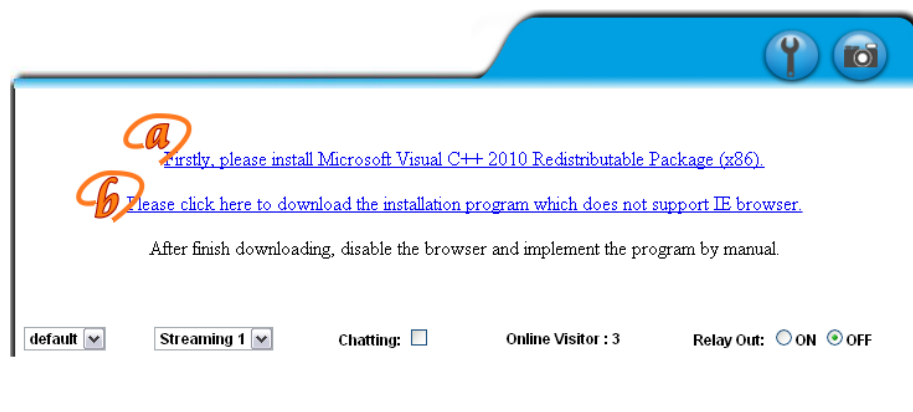 a
Firstly, please install Microsoft Visual C++ 2010 Redistributable Package (x86).
b
Please click here to download the installation program which does not support IE browser.
After finish downloading, disable the browser and implement the program by manual.
default Streaming 1 Chatting: Online Visitor : 3 Relay Out: ON OFF